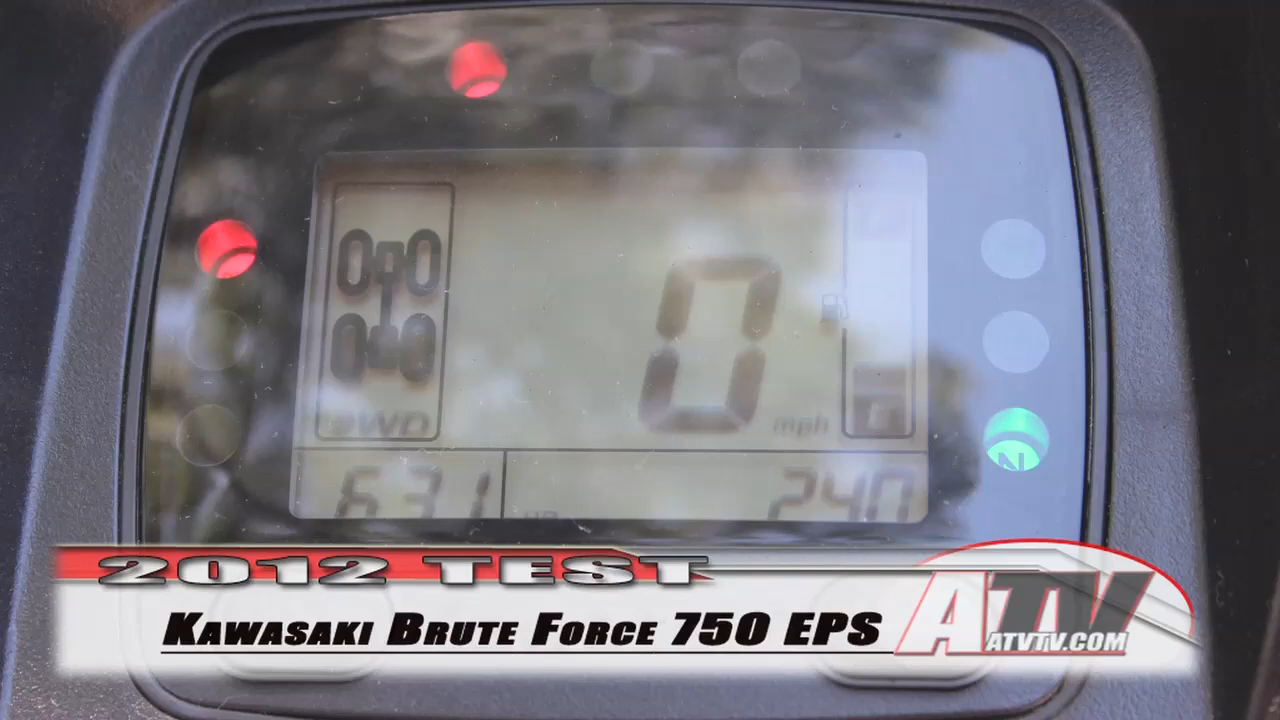 0
mph
2WD
631
240
N
2012 TEST
KAWASAKI BRUTE FORCE 750 EPS
ATV
ATVTV.COM